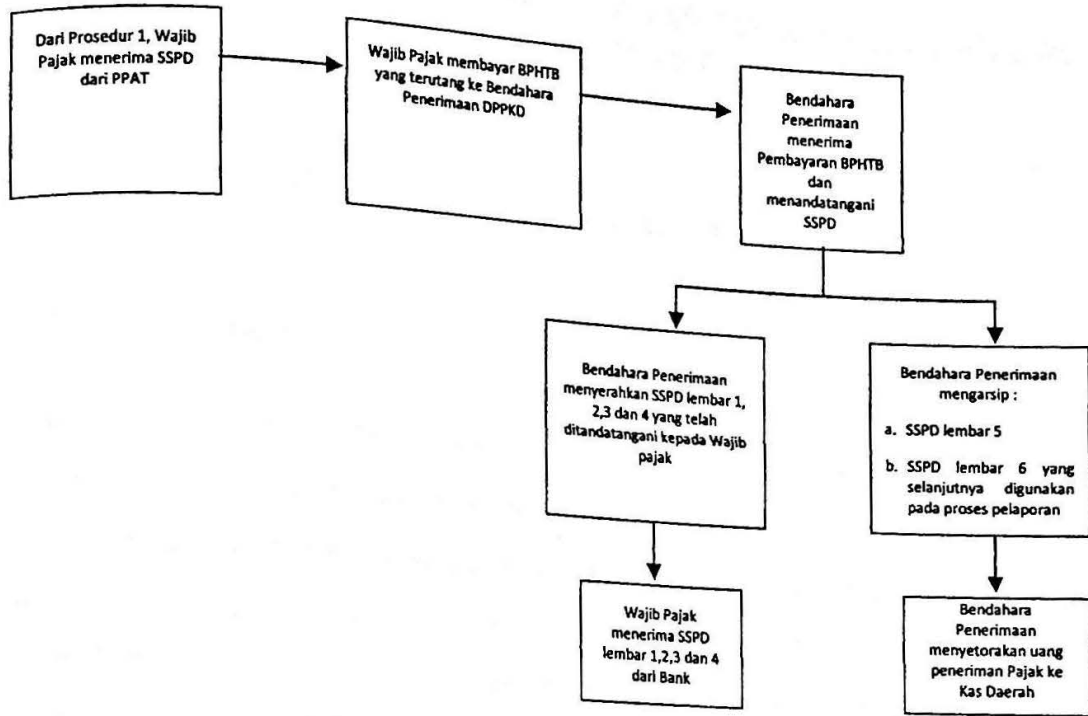 Dari Prosedur 1, Wajib
Pajak menerima SSPD
dari PPAT
Wajib Pajak membayar BPHTB
yang terutang ke Bendahara
Penerimaan DPPKD
Bendahara
Penerimaan
menerima
Pembayaran BPHTB
dan
menandatangani
SSPD
Bendahara Penerimaan
menyerahkan SSPD lembar 1,
2,3 dan 4 yang telah
ditandatangani kepada Wajib
pajak
Bendahara Penerimaan
mengarsip :
a. SSPD lembar 5
b. SSPD lembar 6 yang
selanjutnya digunakan
pada proses pelaporan
Wajib Pajak
menerima SSPD
lembar 1,2,3 dan 4
dari Bank
Bendahara
Penerimaan
menyetorakan uang
peneriman Pajak ke
Kas Daerah